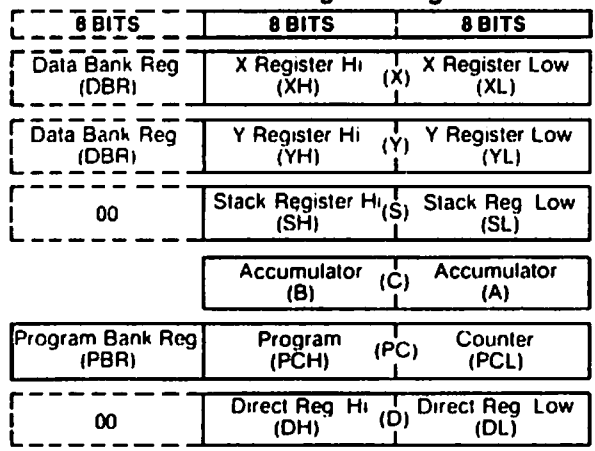 8 BITS 8 BITS 8 BITS
Data Bank Reg X Register Hi (X) X Register Low
(DBR) (XH) (XL)
Data Bank Reg Y Register Hi (Y) Y Register Low
(DBR) (YH) (YL)
00 Stack Register Hi (S) Stack Reg Low
(SH) (SL)
Accumulator (C) Accumulator
(B) (A)
Program Bank Reg Program (PC) Counter
(PBR) (PCH) (PCL)
00 Direct Reg Hi (D) Direct Reg Low
(DH) (DL)